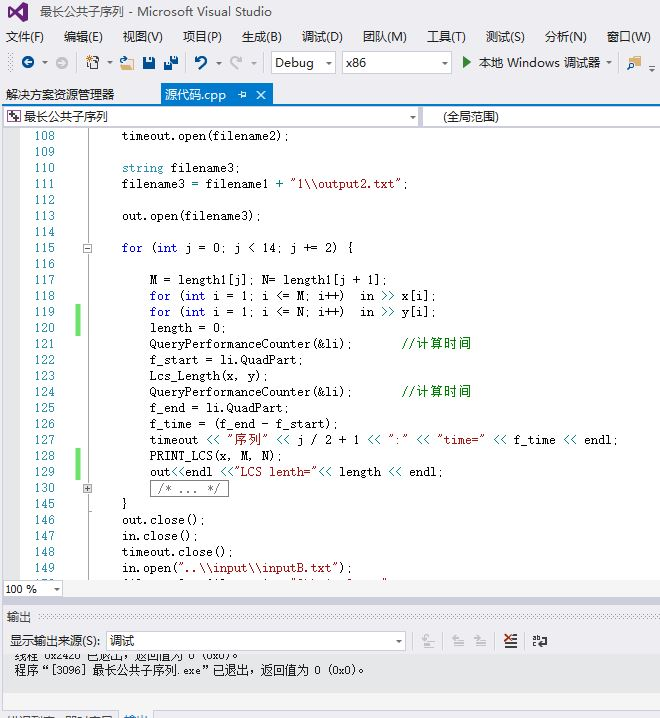 最长公共子序列 - Microsoft Visual Studio
文件(F) 编辑(E) 视图(V) 项目(P) 生成(B) 调试(D) 团队(M) 工具(T) 测试(S) 分析(N) 窗口(W)
Debug x86 本地 Windows 调试器
解决方案资源管理器 源代码.cpp
最长公共子序列 (全局范围)
108 timeout.open(filename2);
109
110 string filename3;
111 filename3 = filename1 + "1\\output2.txt";
112
113 out.open(filename3);
114
115 for (int j = 0; j < 14; j += 2) {
116
117 M = length1[j]; N= length1[j + 1];
118 for (int i = 1; i <= M; i++)  in >> x[i];
119 for (int i = 1; i <= N; i++)  in >> y[i];
120 length = 0;
121 QueryPerformanceCounter(&li); //计算时间
122 f_start = li.QuadPart;
123 Lcs_Length(x, y);
124 QueryPerformanceCounter(&li); //计算时间
125 f_end = li.QuadPart;
126 f_time = (f_end - f_start);
127 timeout << "序列" << j / 2 + 1 << ":" << "time=" << f_time << endl;
128 PRINT_LCS(x, M, N);
129 out<<endl <<"LCS lenth="<< length << endl;
130 /* ... */
145 }
146 out.close();
147 in.close();
148 timeout.close();
149 in.open("..\\input\\inputB.txt");
100 %
输出
显示输出来源(S): 调试
线程 0x2420 已退出，返回值为 0 (0x0)。
程序“[3096] 最长公共子序列.exe”已退出，返回值为 0 (0x0)。